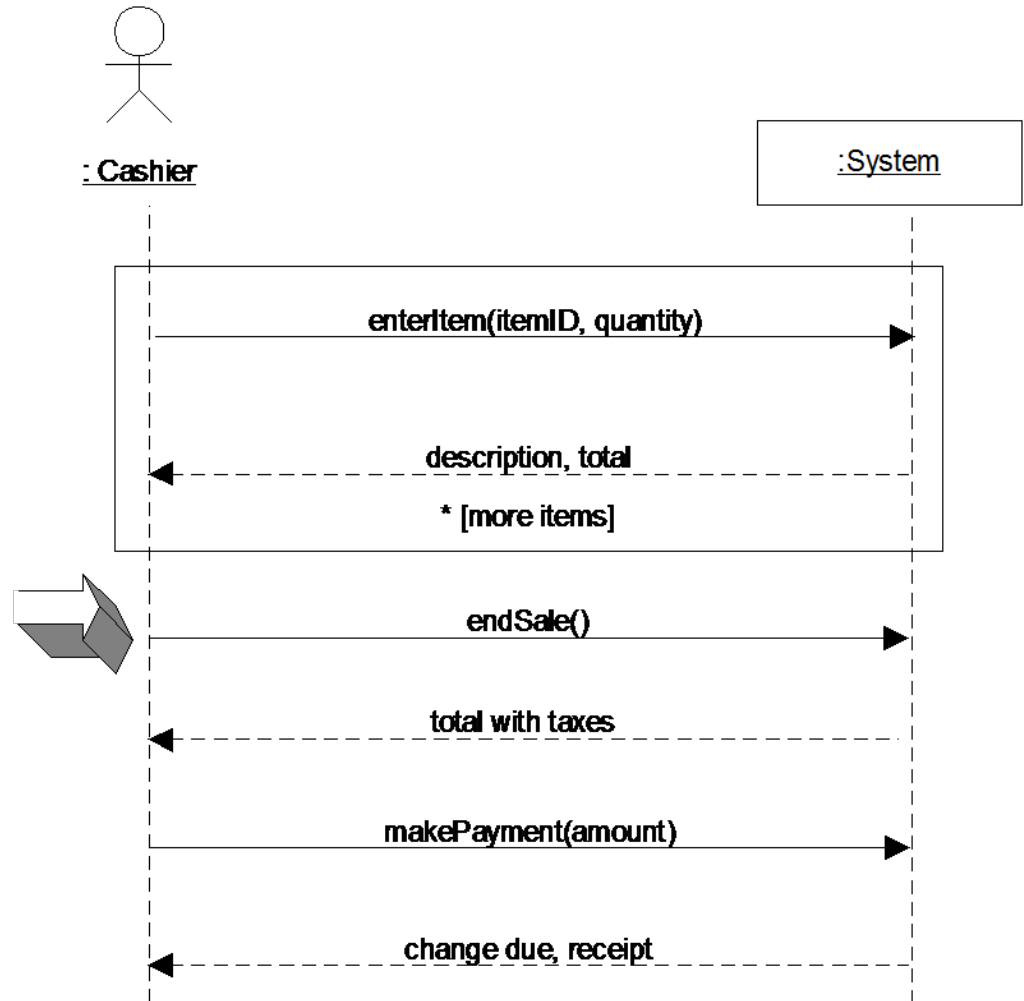 : Cashier
:System
enterItem(itemID, quantity)
description, total
* [more items]
endSale()
total with taxes
makePayment(amount)
change due, receipt